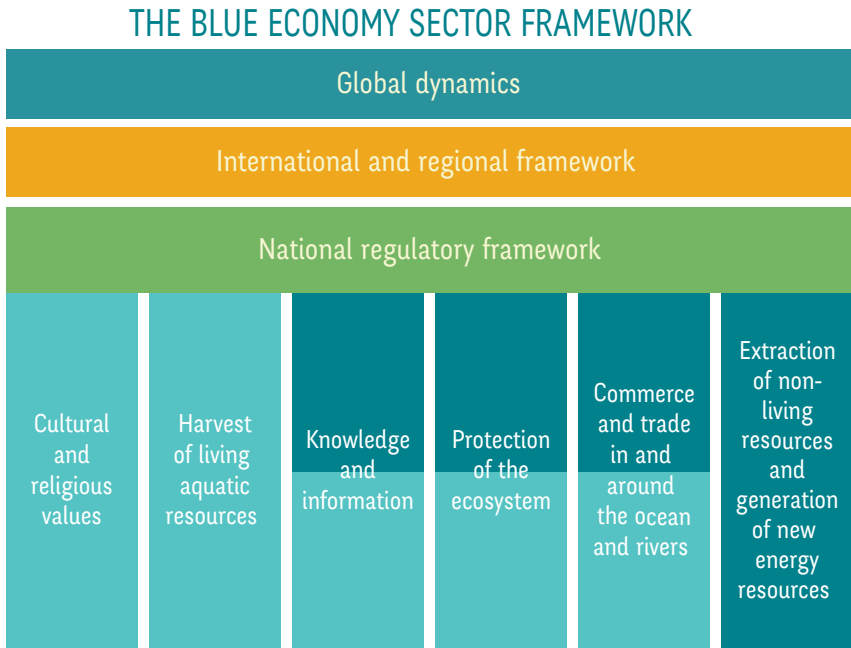 THE BLUE ECONOMY SECTOR FRAMEWORK
Global dynamics
International and regional framework
National regulatory framework
Cultural
and
religious
values
Harvest
of living
aquatic
resources
Knowledge
and
information
Protection
of the
ecosystem
Commerce
and trade
in and
around
the ocean
and rivers
Extraction
of non-
living
resources
and
generation
of new
energy
resources